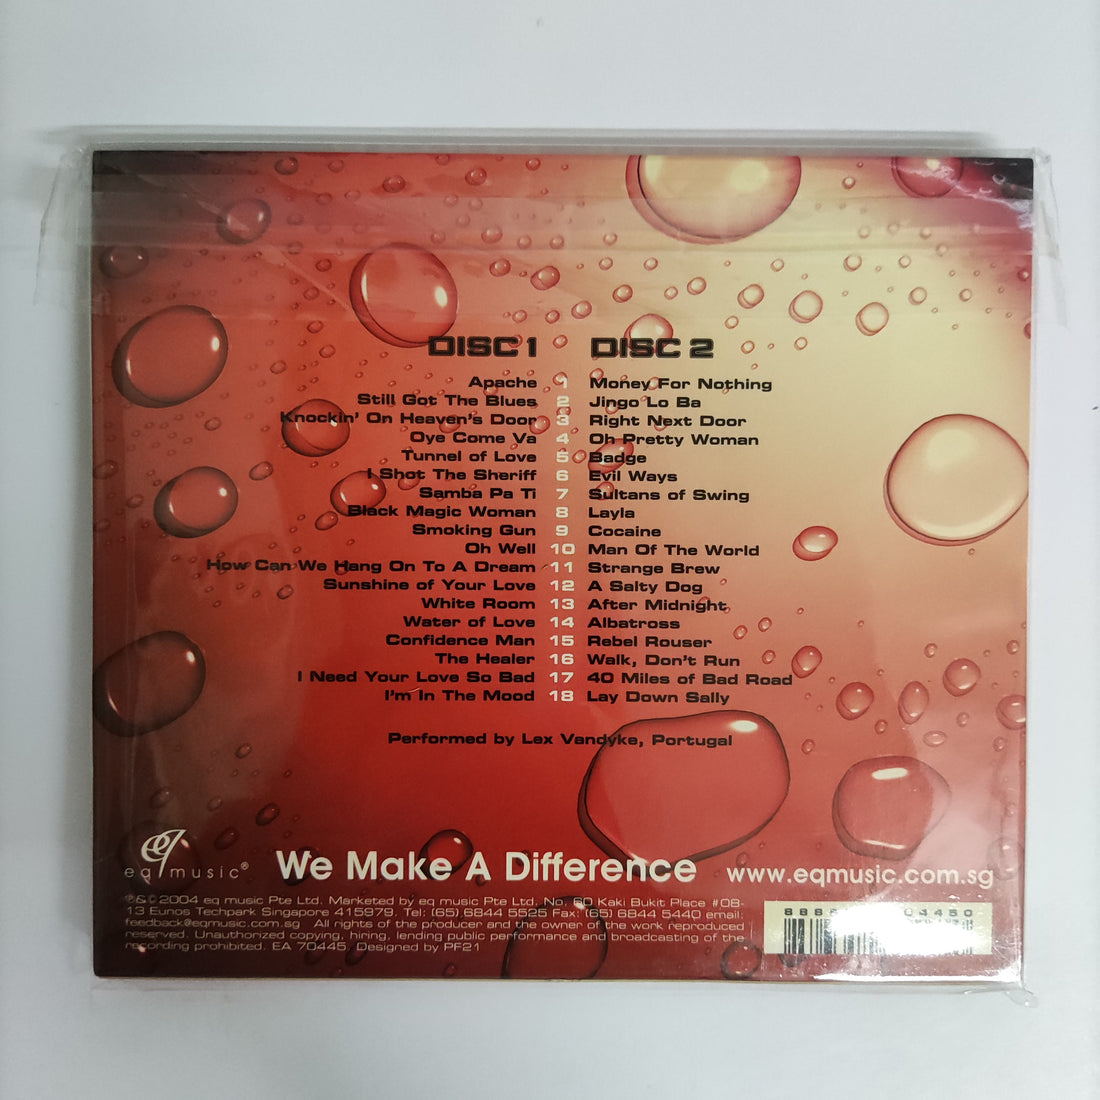 DISC 1 DISC 2
Apache 1 Money For Nothing
Still Got The Blues 2 Jingo Lo Ba
Knockin' On Heaven's Door 3 Right Next Door
Oye Come Va 4 Oh Pretty Woman
Tunnel of Love 5 Badge
I Shot The Sheriff 6 Evil Ways
Samba Pa Ti 7 Sultans of Swing
Black Magic Woman 8 Layla
Smoking Gun 9 Cocaine
Oh Well 10 Man Of The World
How Can We Hang On To A Dream 11 Strange Brew
Sunshine of Your Love 12 A Salty Dog
White Room 13 After Midnight
Water of Love 14 Albatross
Confidence Man 15 Rebel Rouser
The Healer 16 Walk, Don't Run
I Need Your Love So Bad 17 40 Miles of Bad Road
I'm In The Mood 18 Lay Down Sally
Performed by Lex Vandyke, Portugal
eq music® We Make A Difference www.eqmusic.com.sg
℗&©2004 eq music Pte Ltd. Marketed by eq music Pte Ltd. No. 60 Kaki Bukit Place #08-
13 Eunos Techpark Singapore 415979. Tel: (65) 6844 5525 Fax: (65) 6844 5440 email:
feedback@eqmusic.com.sg All rights of the producer and the owner of the work reproduced
reserved. Unauthorized copying, hiring, lending public performance and broadcasting of the
recording prohibited. EA 70445. Designed by PF21